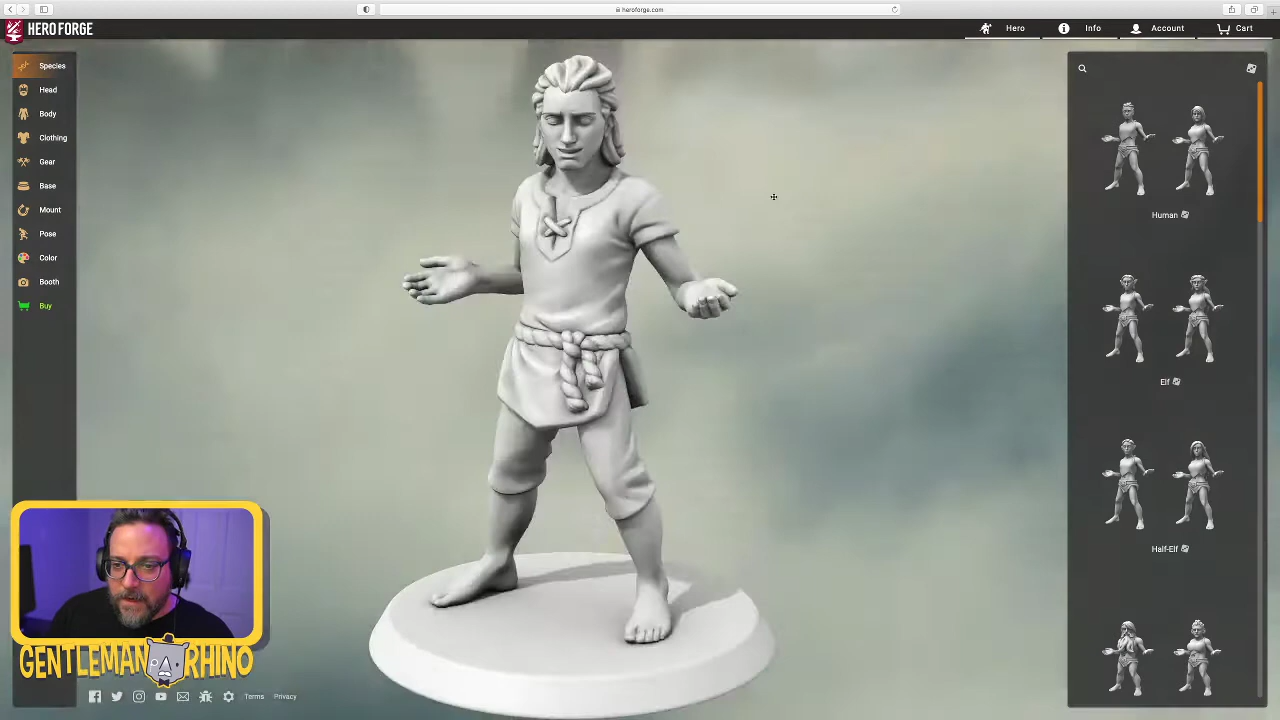 heroforge.com
HERO FORGE
Hero
Info
Account
Cart
Species
Head
Body
Clothing
Gear
Base
Mount
Pose
Color
Booth
Buy
Human
Elf
Half-Elf
GENTLEMAN RHINO
Terms
Privacy